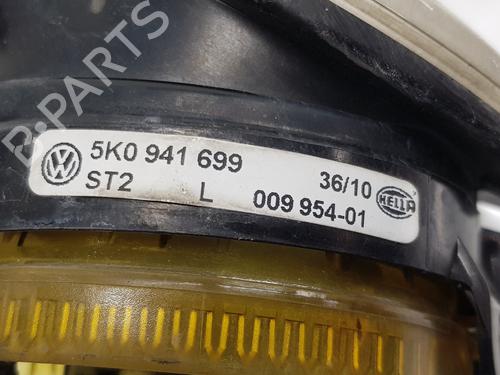 B-PARTS
5K0 941 699 36/10 HELLA
ST2 L 009 954-01